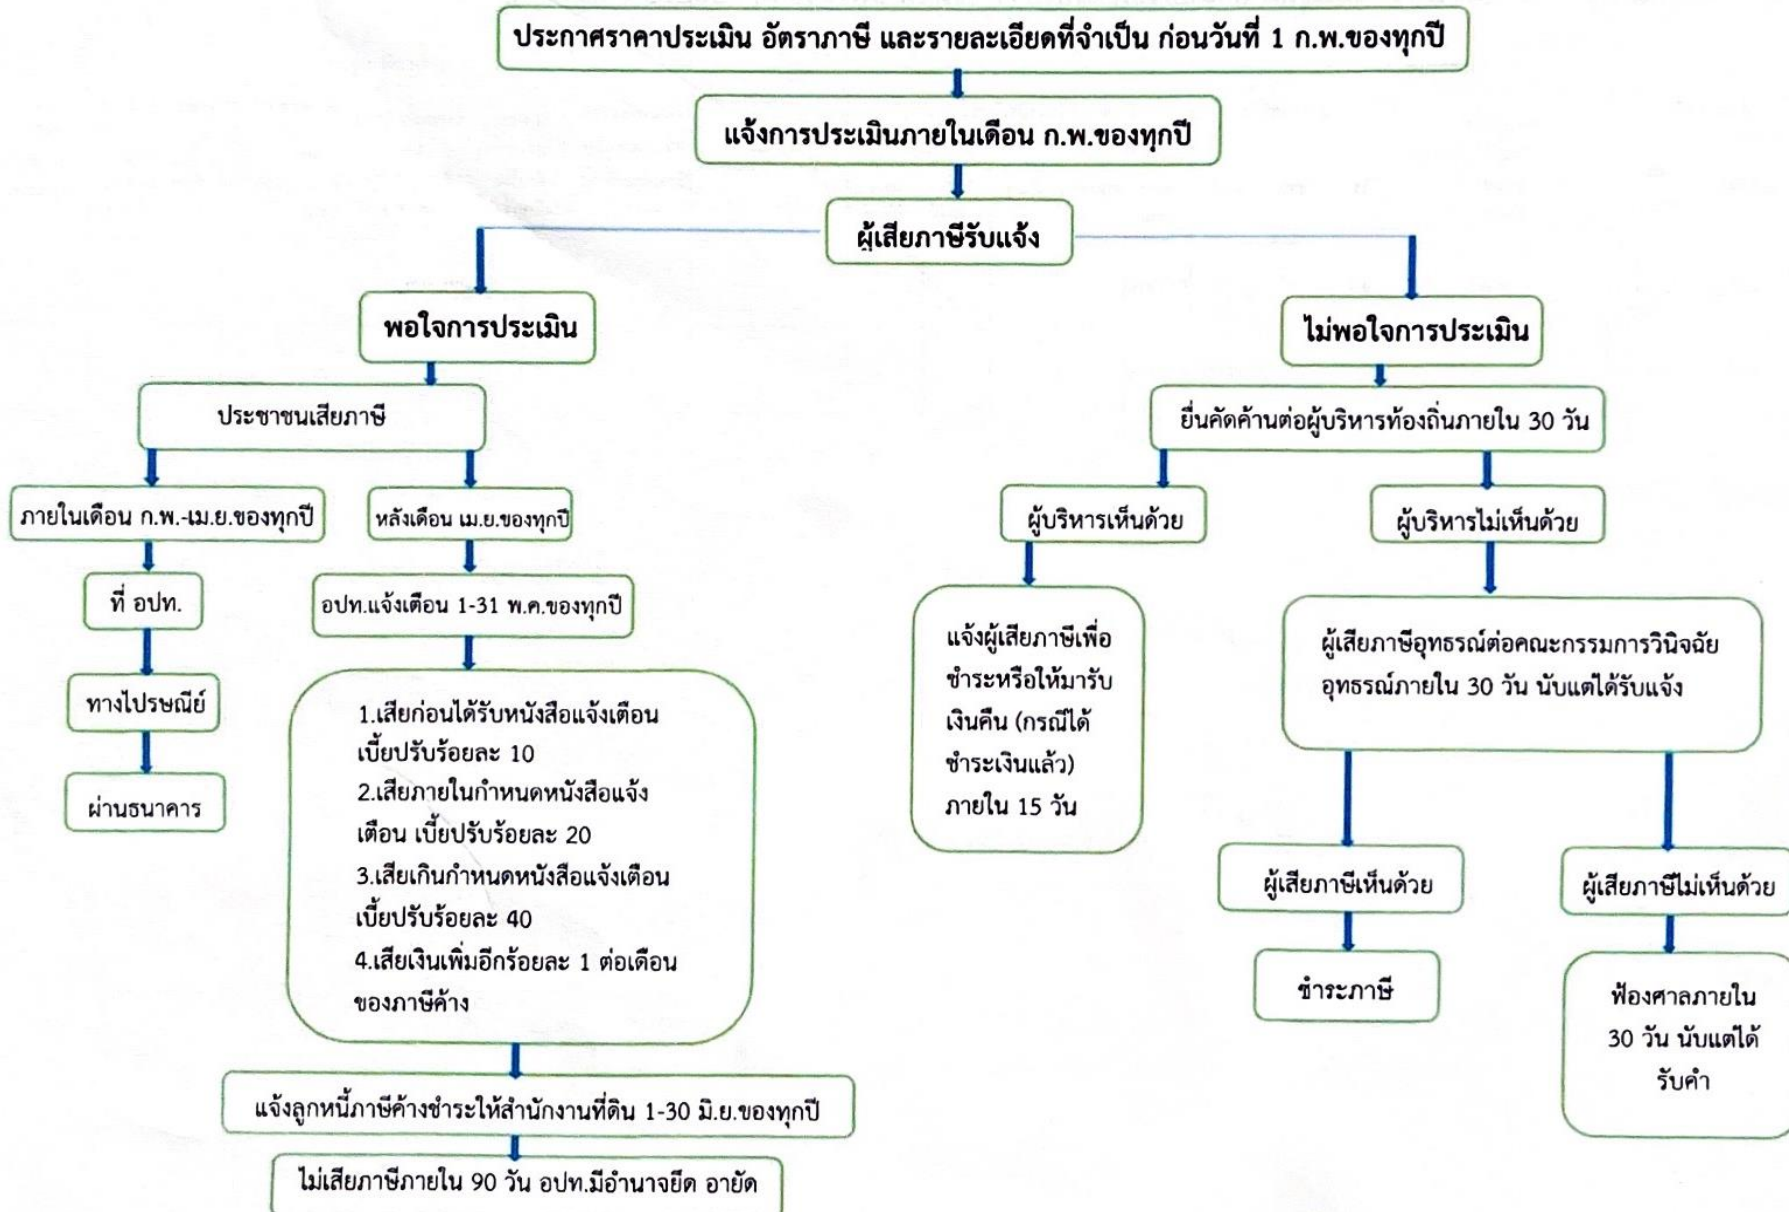 ประกาศราคาประเมิน อัตราภาษี และรายละเอียดที่จำเป็น ก่อนวันที่ 1 ก.พ.ของทุกปี
แจ้งการประเมินภายในเดือน ก.พ.ของทุกปี
ผู้เสียภาษีรับแจ้ง
พอใจการประเมิน
ประชาชนเสียภาษี
ภายในเดือน ก.พ.-เม.ย.ของทุกปี
ที่ อปท.
ทางไปรษณีย์
ผ่านธนาคาร
หลังเดือน เม.ย.ของทุกปี
อปท.แจ้งเตือน 1-31 พ.ค.ของทุกปี
1.เสียก่อนได้รับหนังสือแจ้งเตือน
เบี้ยปรับร้อยละ 10
2.เสียภายในกำหนดหนังสือแจ้ง
เตือน เบี้ยปรับร้อยละ 20
3.เสียเกินกำหนดหนังสือแจ้งเตือน
เบี้ยปรับร้อยละ 40
4.เสียเงินเพิ่มอีกร้อยละ 1 ต่อเดือน
ของภาษีค้าง
แจ้งลูกหนี้ภาษีค้างชำระให้สำนักงานที่ดิน 1-30 มิ.ย.ของทุกปี
ไม่เสียภาษีภายใน 90 วัน อปท.มีอำนาจยึด อายัด
ไม่พอใจการประเมิน
ยื่นคัดค้านต่อผู้บริหารท้องถิ่นภายใน 30 วัน
ผู้บริหารเห็นด้วย
แจ้งผู้เสียภาษีเพื่อ
ชำระหรือให้มารับ
เงินคืน (กรณีได้
ชำระเงินแล้ว)
ภายใน 15 วัน
ผู้บริหารไม่เห็นด้วย
ผู้เสียภาษีอุทธรณ์ต่อคณะกรรมการวินิจฉัย
อุทธรณ์ภายใน 30 วัน นับแต่ได้รับแจ้ง
ผู้เสียภาษีเห็นด้วย
ชำระภาษี
ผู้เสียภาษีไม่เห็นด้วย
ฟ้องศาลภายใน
30 วัน นับแต่ได้
รับคำ